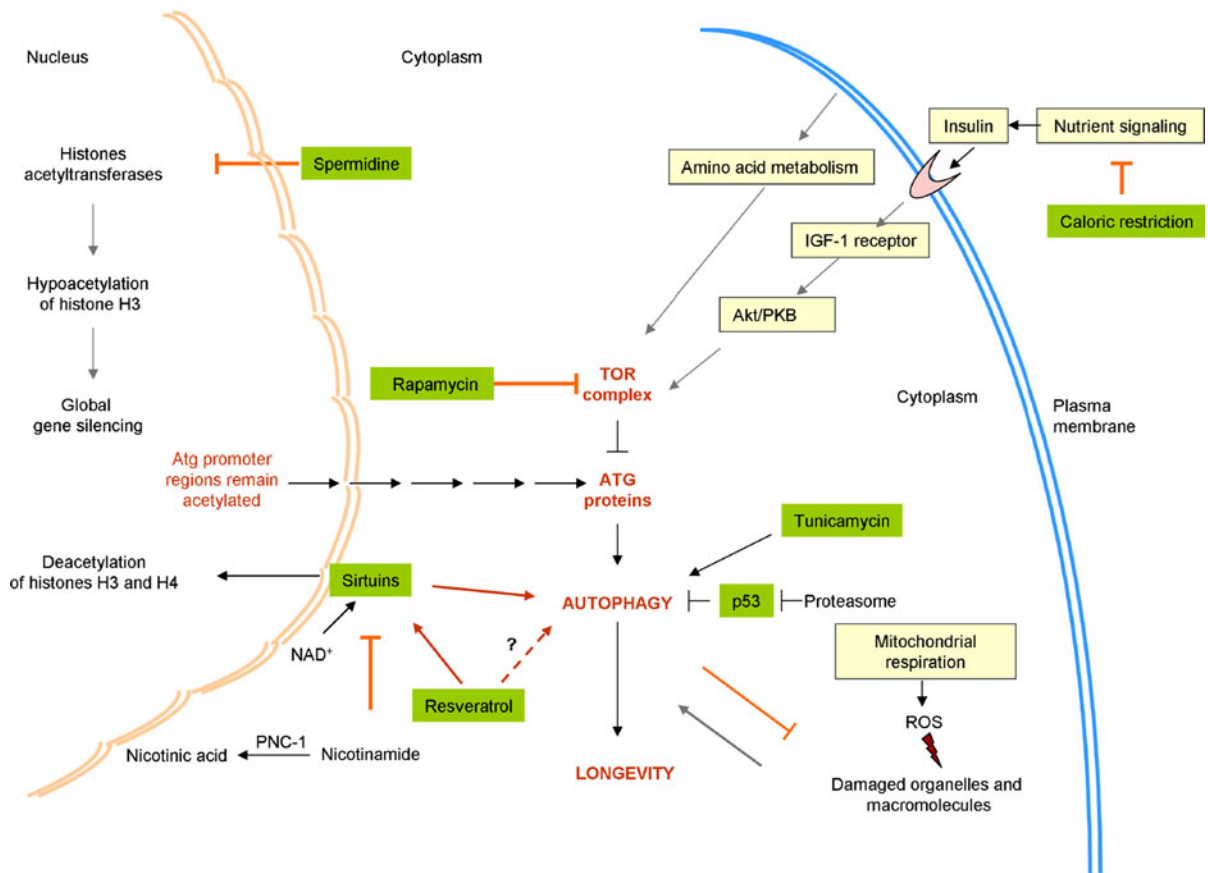 Nucleus
Cytoplasm
Histones
acetyltransferases
Spermidine
Hypoacetylation
of histone H3
Global
gene silencing
Insulin
Nutrient signaling
Amino acid metabolism
Caloric restriction
IGF-1 receptor
Akt/PKB
Rapamycin
TOR
complex
Cytoplasm
Plasma
membrane
Atg promoter
regions remain
acetylated
ATG
proteins
Tunicamycin
Deacetylation
of histones H3 and H4
Sirtuins
AUTOPHAGY
p53
Proteasome
NAD+
?
Resveratrol
Mitochondrial
respiration
ROS
Nicotinic acid
PNC-1
Nicotinamide
LONGEVITY
Damaged organelles and
macromolecules